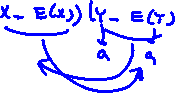 X - E(X)) (Y - E(Y)
a a